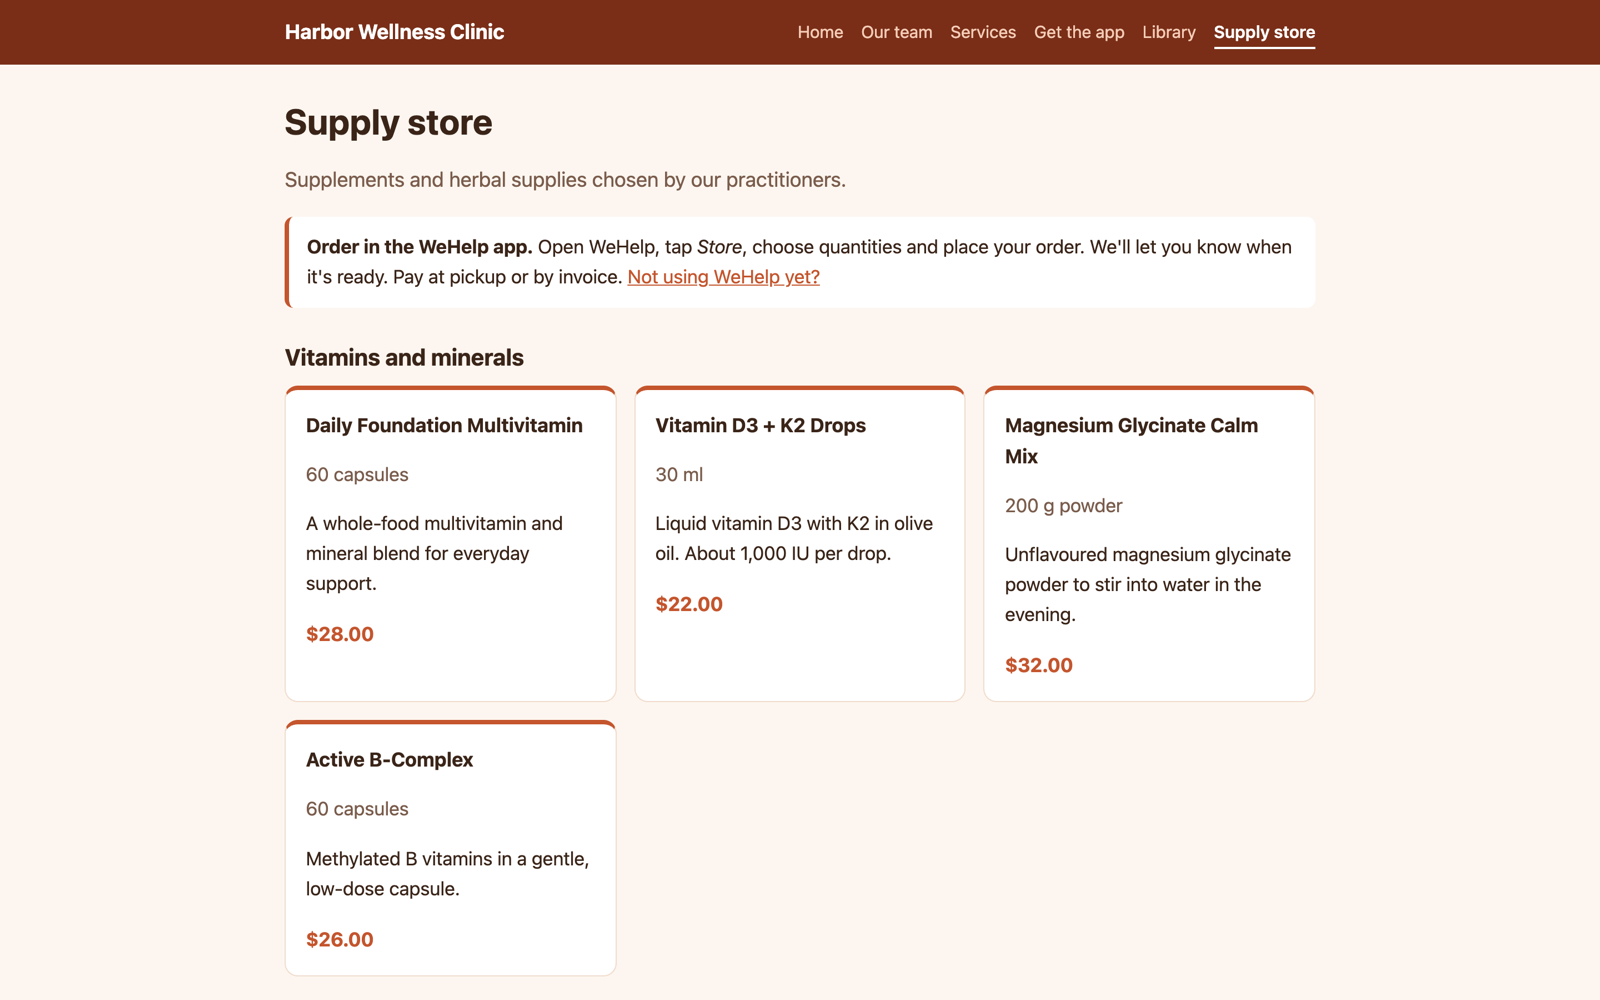 Harbor Wellness Clinic
Home
Our team
Services
Get the app
Library
Supply store
Supply store
Supplements and herbal supplies chosen by our practitioners.
Order in the WeHelp app. Open WeHelp, tap Store, choose quantities and place your order. We'll let you know when
it's ready. Pay at pickup or by invoice. Not using WeHelp yet?
Vitamins and minerals
Daily Foundation Multivitamin
60 capsules
A whole-food multivitamin and
mineral blend for everyday
support.
$28.00
Vitamin D3 + K2 Drops
30 ml
Liquid vitamin D3 with K2 in olive
oil. About 1,000 IU per drop.
$22.00
Magnesium Glycinate Calm
Mix
200 g powder
Unflavoured magnesium glycinate
powder to stir into water in the
evening.
$32.00
Active B-Complex
60 capsules
Methylated B vitamins in a gentle,
low-dose capsule.
$26.00